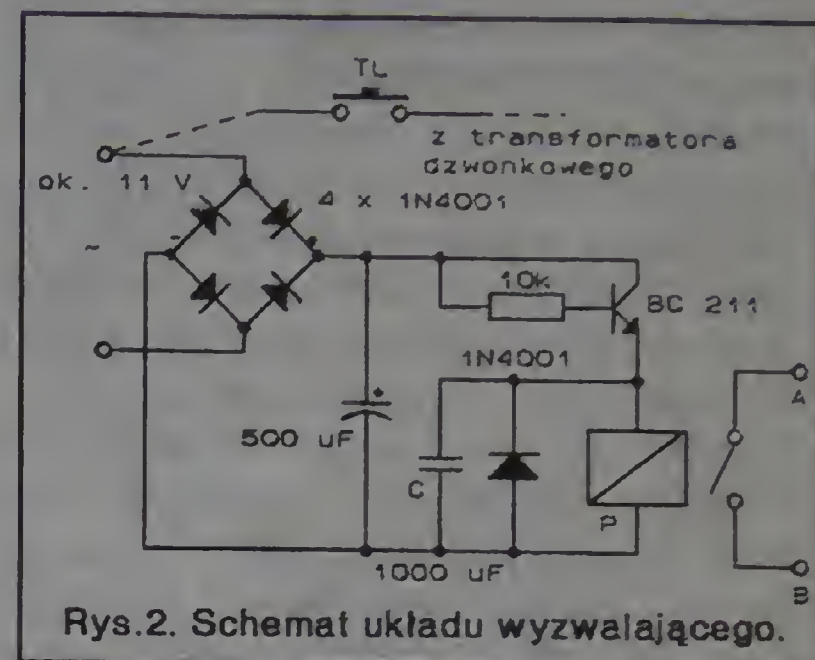 TL
z transformatora
dzwonkowego
ok. 11 V
4 x 1N4001
~
-
+
10k
BC 211
1N4001
A
+
500 uF
C
P
1000 uF
B
Rys.2. Schemat układu wyzwalającego.